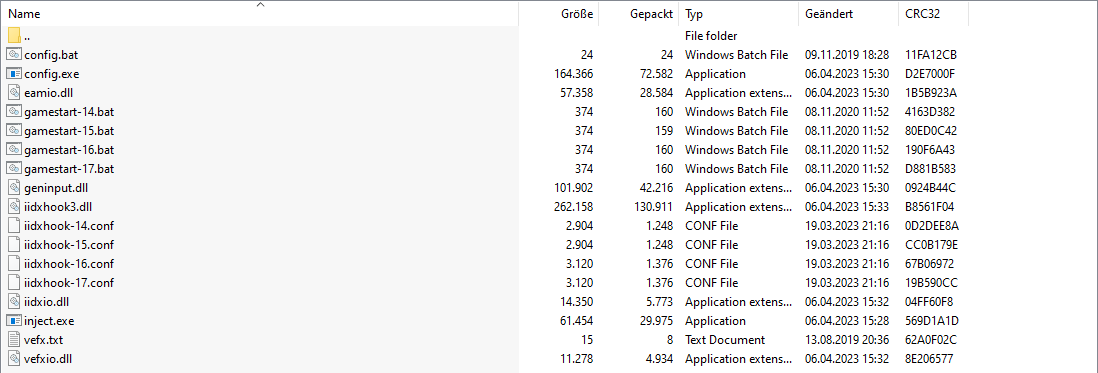 Name Größe Gepackt Typ Geändert CRC32
.. File folder
config.bat 24 24 Windows Batch File 09.11.2019 18:28 11FA12CB
config.exe 164.366 72.582 Application 06.04.2023 15:30 D2E7000F
eamio.dll 57.358 28.584 Application extens... 06.04.2023 15:30 1B5B923A
gamestart-14.bat 374 160 Windows Batch File 08.11.2020 11:52 4163D382
gamestart-15.bat 374 159 Windows Batch File 08.11.2020 11:52 80ED0C42
gamestart-16.bat 374 160 Windows Batch File 08.11.2020 11:52 190F6A43
gamestart-17.bat 374 160 Windows Batch File 08.11.2020 11:52 D881B583
geninput.dll 101.902 42.216 Application extens... 06.04.2023 15:30 0924B44C
iidxhook3.dll 262.158 130.911 Application extens... 06.04.2023 15:33 B8561F04
iidxhook-14.conf 2.904 1.248 CONF File 19.03.2023 21:16 0D2DEE8A
iidxhook-15.conf 2.904 1.248 CONF File 19.03.2023 21:16 CC0B179E
iidxhook-16.conf 3.120 1.376 CONF File 19.03.2023 21:16 67B06972
iidxhook-17.conf 3.120 1.376 CONF File 19.03.2023 21:16 19B590CC
iidxio.dll 14.350 5.773 Application extens... 06.04.2023 15:32 04FF60F8
inject.exe 61.454 29.975 Application 06.04.2023 15:28 569D1A1D
vefx.txt 15 8 Text Document 13.08.2019 20:36 62A0F02C
vefxio.dll 11.278 4.934 Application extens... 06.04.2023 15:32 8E206577